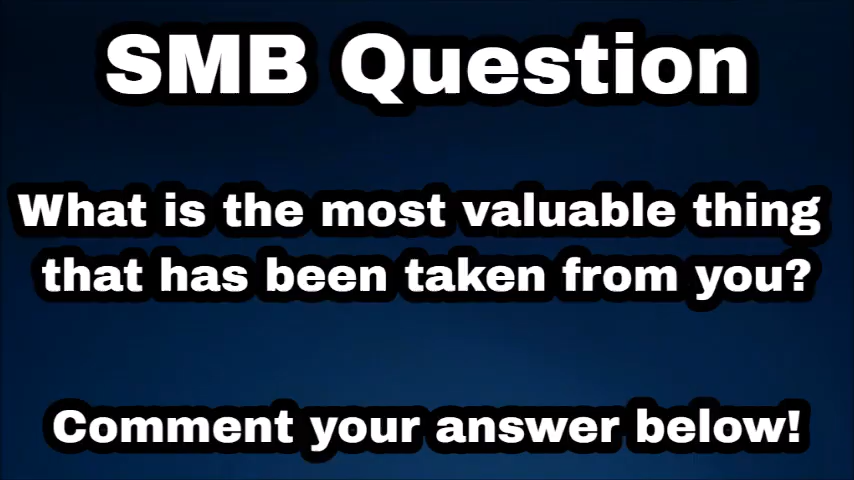 SMB Question
What is the most valuable thing
that has been taken from you?
Comment your answer below!